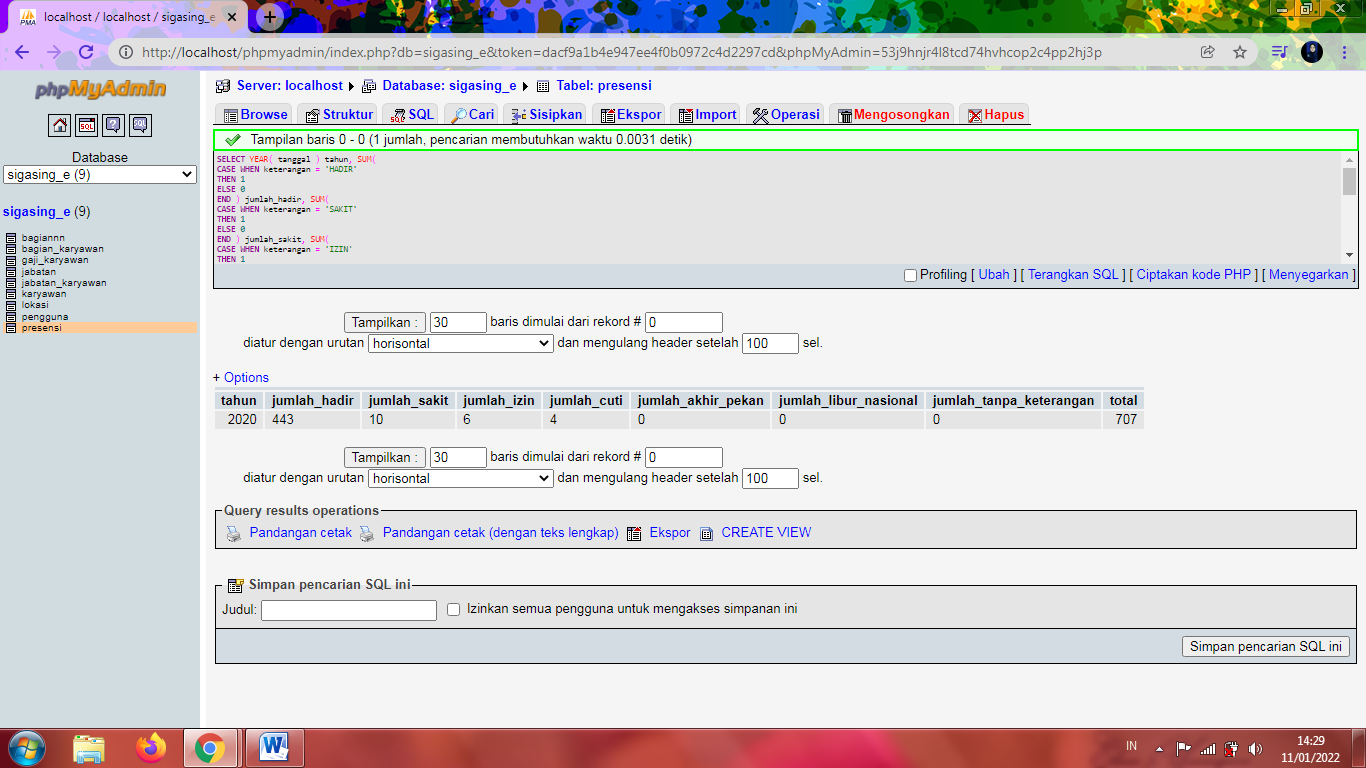 localhost / localhost / sigasing_e
http://localhost/phpmyadmin/index.php?db=sigasing_e&token=dacf9a1b4e947ee4f0b0972c4d2297cd&phpMyAdmin=53j9hnjr4l8tcd74hvhcop2c4pp2hj3p
phpMyAdmin
Database
sigasing_e (9)
sigasing_e (9)
bagiannn
bagian_karyawan
gaji_karyawan
jabatan
jabatan_karyawan
karyawan
lokasi
pengguna
presensi
Server: localhost Database: sigasing_e Tabel: presensi
Browse Struktur SQL Cari Sisipkan Ekspor Import Operasi Mengosongkan Hapus
Tampilan baris 0 - 0 (1 jumlah, pencarian membutuhkan waktu 0.0031 detik)
SELECT YEAR( tanggal ) tahun, SUM(
CASE WHEN keterangan = 'HADIR'
THEN 1
ELSE 0
END ) jumlah_hadir, SUM(
CASE WHEN keterangan = 'SAKIT'
THEN 1
ELSE 0
END ) jumlah_sakit, SUM(
CASE WHEN keterangan = 'IZIN'
THEN 1
Profiling [ Ubah ] [ Terangkan SQL ] [ Ciptakan kode PHP ] [ Menyegarkan ]
Tampilkan : 30 baris dimulai dari rekord # 0
diatur dengan urutan horisontal dan mengulang header setelah 100 sel.
+ Options
tahun jumlah_hadir jumlah_sakit jumlah_izin jumlah_cuti jumlah_akhir_pekan jumlah_libur_nasional jumlah_tanpa_keterangan total
2020 443 10 6 4 0 0 0 707
Tampilkan : 30 baris dimulai dari rekord # 0
diatur dengan urutan horisontal dan mengulang header setelah 100 sel.
Query results operations
Pandangan cetak Pandangan cetak (dengan teks lengkap) Ekspor CREATE VIEW
Simpan pencarian SQL ini
Judul: Izinkan semua pengguna untuk mengakses simpanan ini
Simpan pencarian SQL ini
IN 14:29
11/01/2022